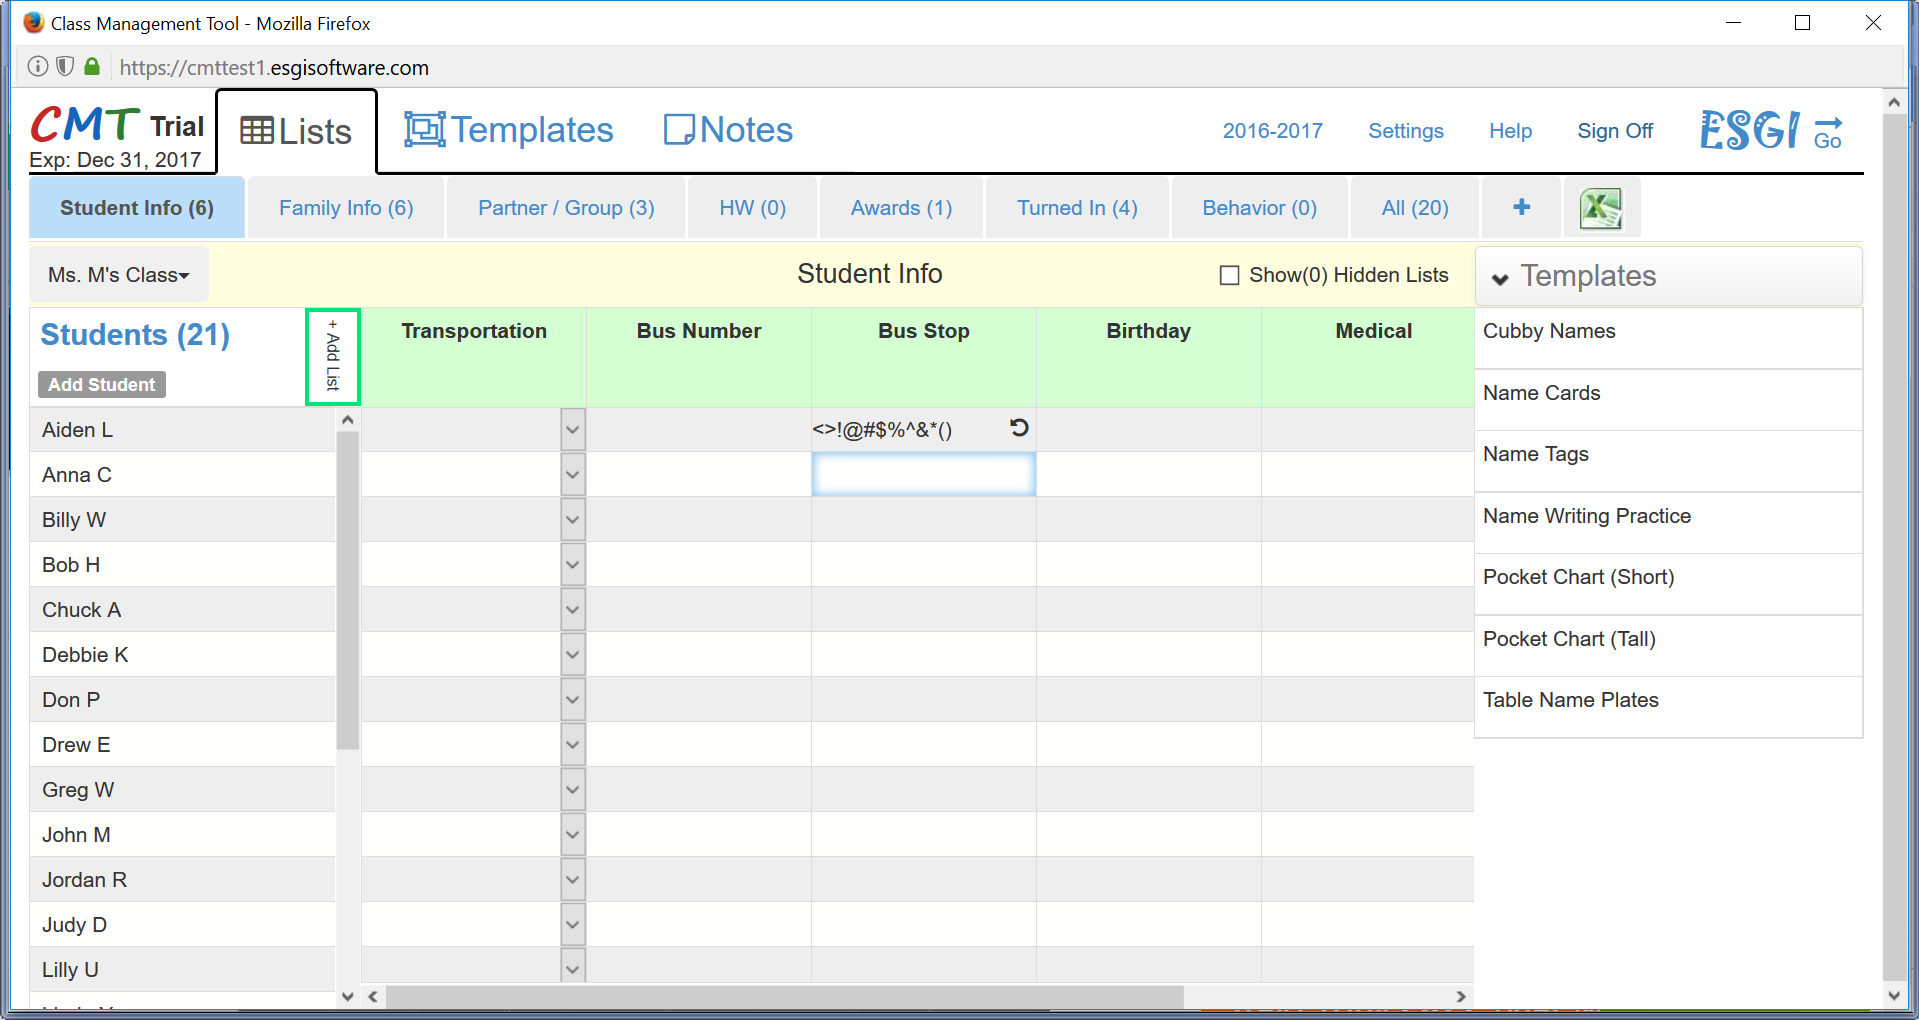 Class Management Tool - Mozilla Firefox
https://cmttest1.esgisoftware.com
CMT Trial
Exp: Dec 31, 2017
Lists
Templates
Notes
2016-2017
Settings
Help
Sign Off
ESGI
Go
Student Info (6)
Family Info (6)
Partner / Group (3)
HW (0)
Awards (1)
Turned In (4)
Behavior (0)
All (20)
+
Ms. M's Class
Student Info
Show(0) Hidden Lists
Templates
Students (21)
Add Student
+ Add List
Transportation
Bus Number
Bus Stop
Birthday
Medical
Cubby Names
Name Cards
Name Tags
Name Writing Practice
Pocket Chart (Short)
Pocket Chart (Tall)
Table Name Plates
Aiden L
<>!@#$%^&*()
Anna C
Billy W
Bob H
Chuck A
Debbie K
Don P
Drew E
Greg W
John M
Jordan R
Judy D
Lilly U